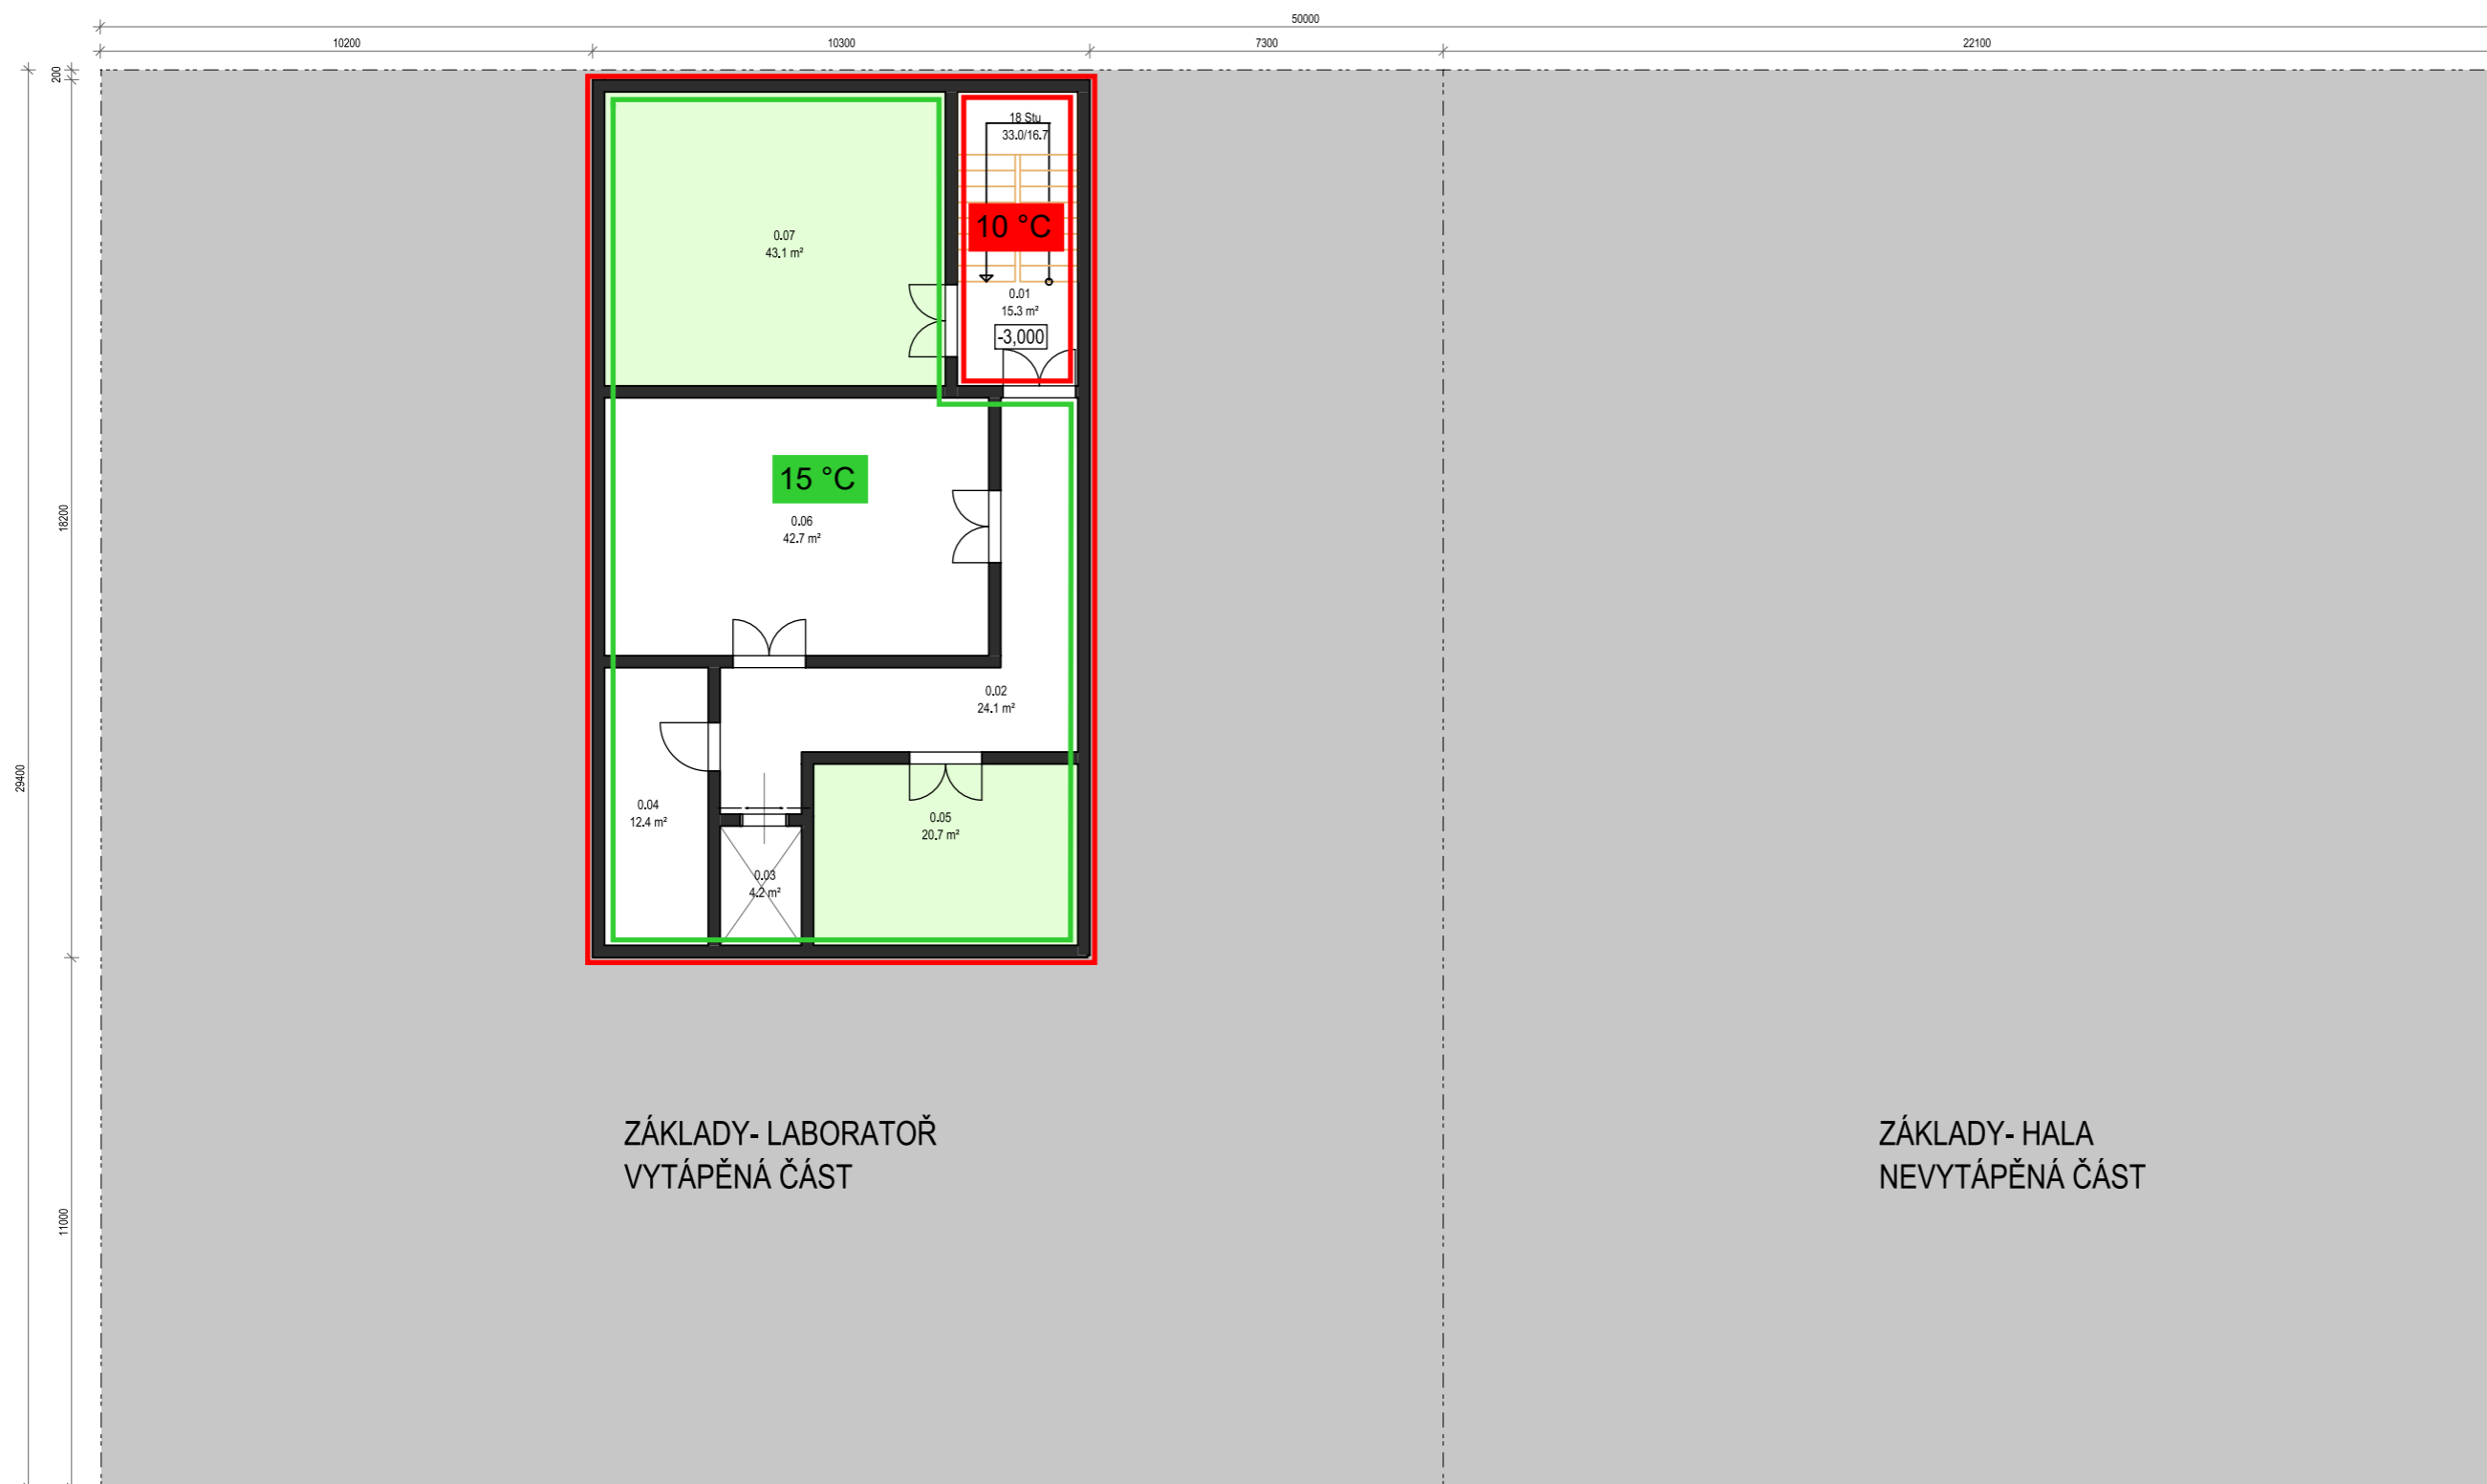 50000
10200
10300
7300
22100
200
18 Stu
33.0/16.7
10 °C
0.07
43.1 m²
0.01
15.3 m²
-3,000
15 °C
0.06
42.7 m²
18200
0.02
24.1 m²
29400
0.04
12.4 m²
0.05
20.7 m²
0.03
4.2 m²
ZÁKLADY- LABORATOŘ
VYTÁPĚNÁ ČÁST
ZÁKLADY- HALA
NEVYTÁPĚNÁ ČÁST
11000